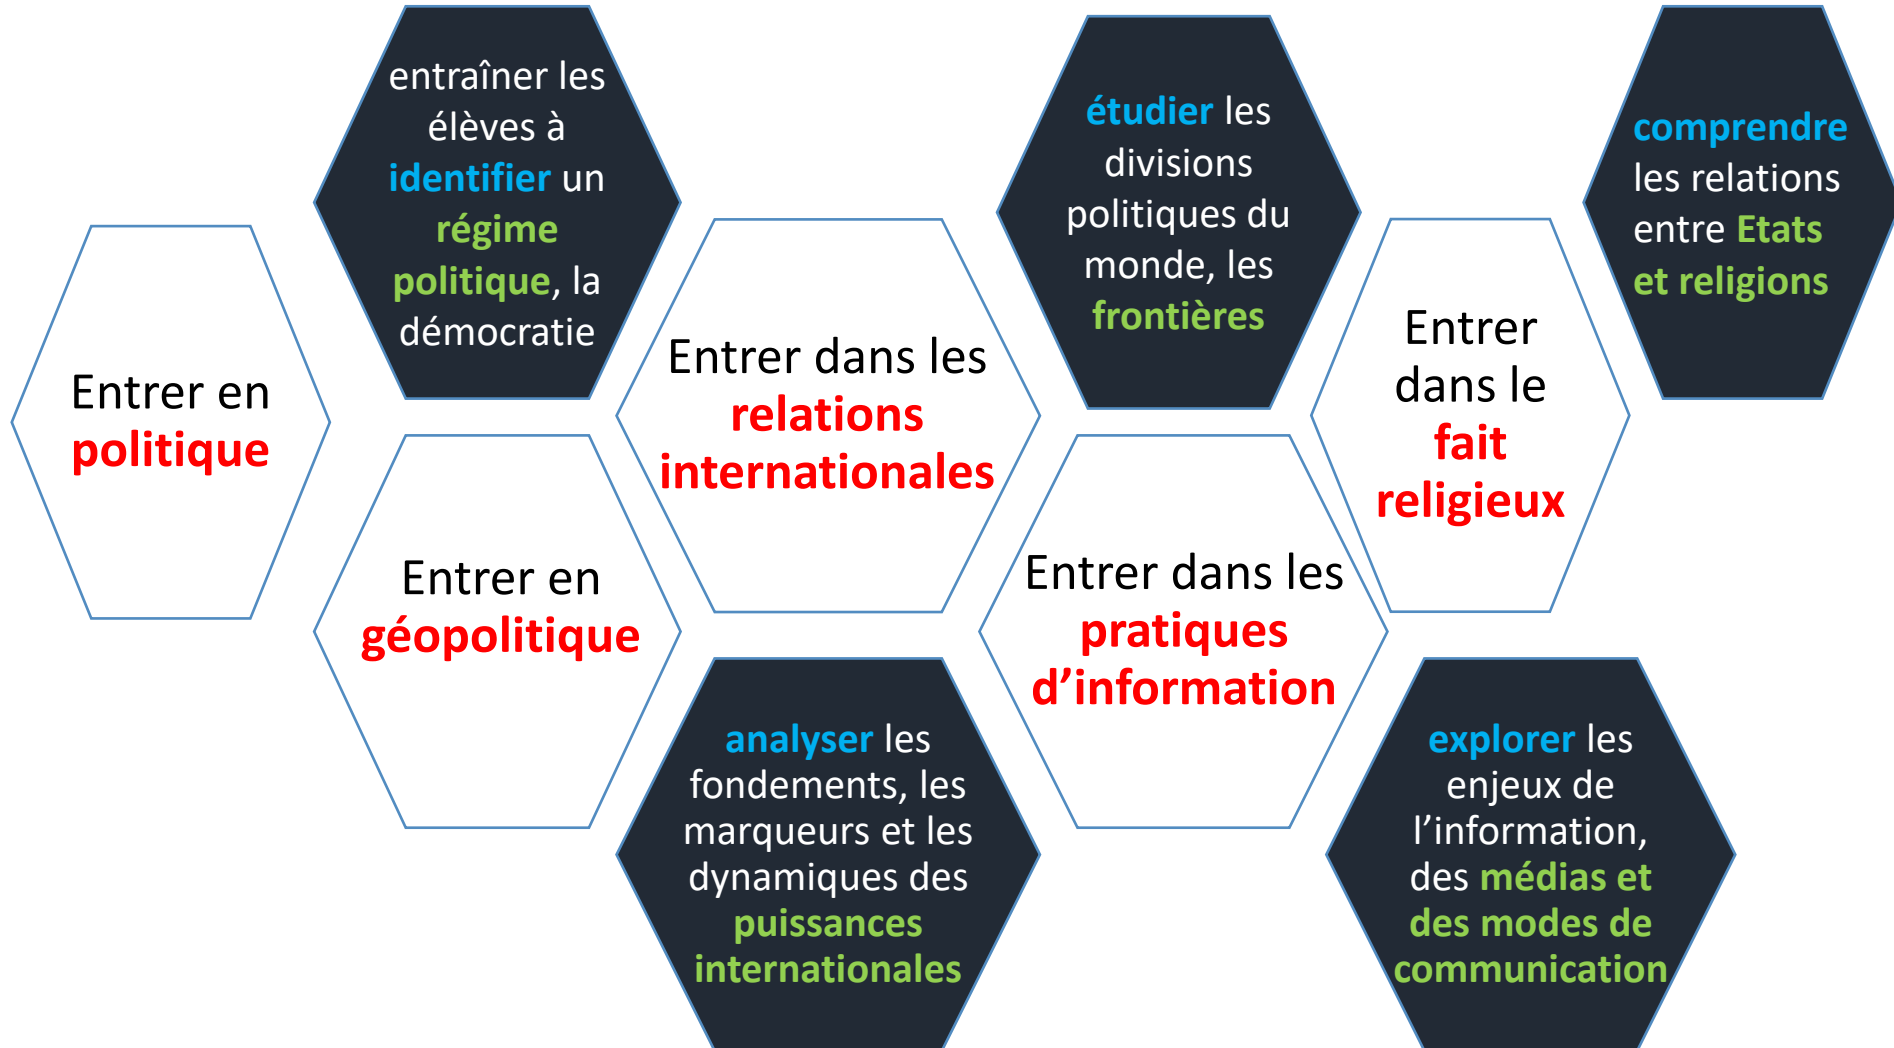 Entrer en
politique
entraîner les
élèves à
identifier un
régime
politique, la
démocratie
Entrer en
géopolitique
analyser les
fondements, les
marqueurs et les
dynamiques des
puissances
internationales
Entrer dans les
relations
internationales
étudier les
divisions
politiques du
monde, les
frontières
Entrer dans les
pratiques
d’information
explorer les
enjeux de
l’information,
des médias et
des modes de
communication
Entrer
dans le
fait
religieux
comprendre
les relations
entre Etats
et religions